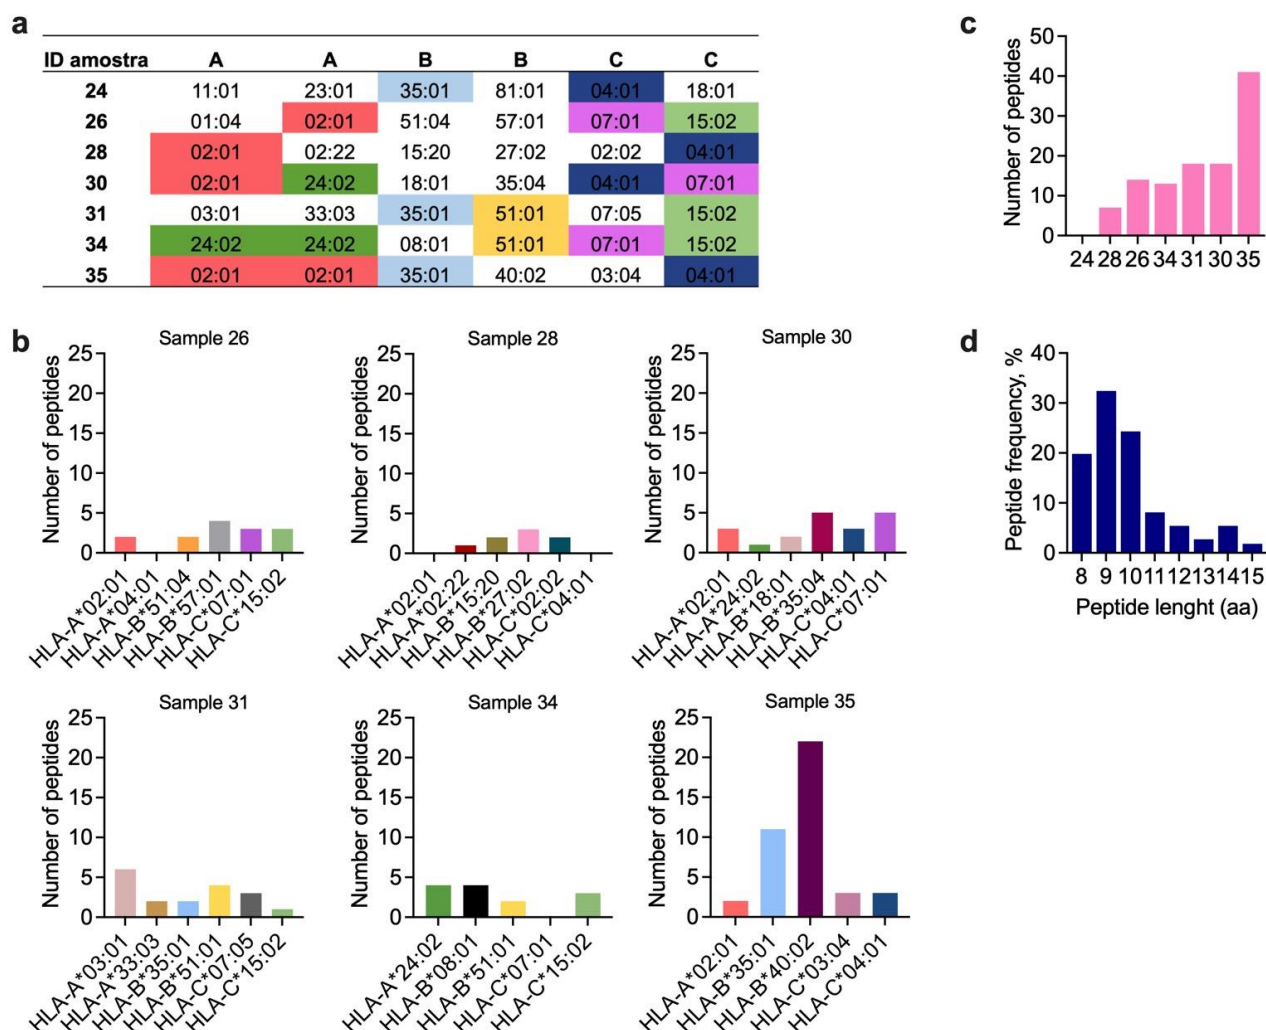 a
ID amostra A A B B C C
24 11:01 23:01 35:01 81:01 04:01 18:01
26 01:04 02:01 51:04 57:01 07:01 15:02
28 02:01 02:22 15:20 27:02 02:02 04:01
30 02:01 24:02 18:01 35:04 04:01 07:01
31 03:01 33:03 35:01 51:01 07:05 15:02
34 24:02 24:02 08:01 51:01 07:01 15:02
35 02:01 02:01 35:01 40:02 03:04 04:01
c
Number of peptides
50
40
30
20
10
0
24 28 26 34 31 30 35
b
Sample 26
Number of peptides
25
20
15
10
5
0
HLA-A*02:01
HLA-A*04:01
HLA-B*51:04
HLA-B*57:01
HLA-C*07:01
HLA-C*15:02
Sample 28
Number of peptides
25
20
15
10
5
0
HLA-A*02:01
HLA-A*02:22
HLA-B*15:20
HLA-B*27:02
HLA-C*02:02
HLA-C*04:01
Sample 30
Number of peptides
25
20
15
10
5
0
HLA-A*02:01
HLA-A*24:02
HLA-B*18:01
HLA-B*35:04
HLA-C*04:01
HLA-C*07:01
d
Peptide frequency, %
40
30
20
10
0
8 9 10 11 12 13 14 15
Peptide lenght (aa)
Sample 31
Number of peptides
25
20
15
10
5
0
HLA-A*03:01
HLA-A*33:03
HLA-B*35:01
HLA-B*51:01
HLA-C*07:05
HLA-C*15:02
Sample 34
Number of peptides
25
20
15
10
5
0
HLA-A*24:02
HLA-B*08:01
HLA-B*51:01
HLA-C*07:01
HLA-C*15:02
Sample 35
Number of peptides
25
20
15
10
5
0
HLA-A*02:01
HLA-B*35:01
HLA-B*40:02
HLA-C*03:04
HLA-C*04:01